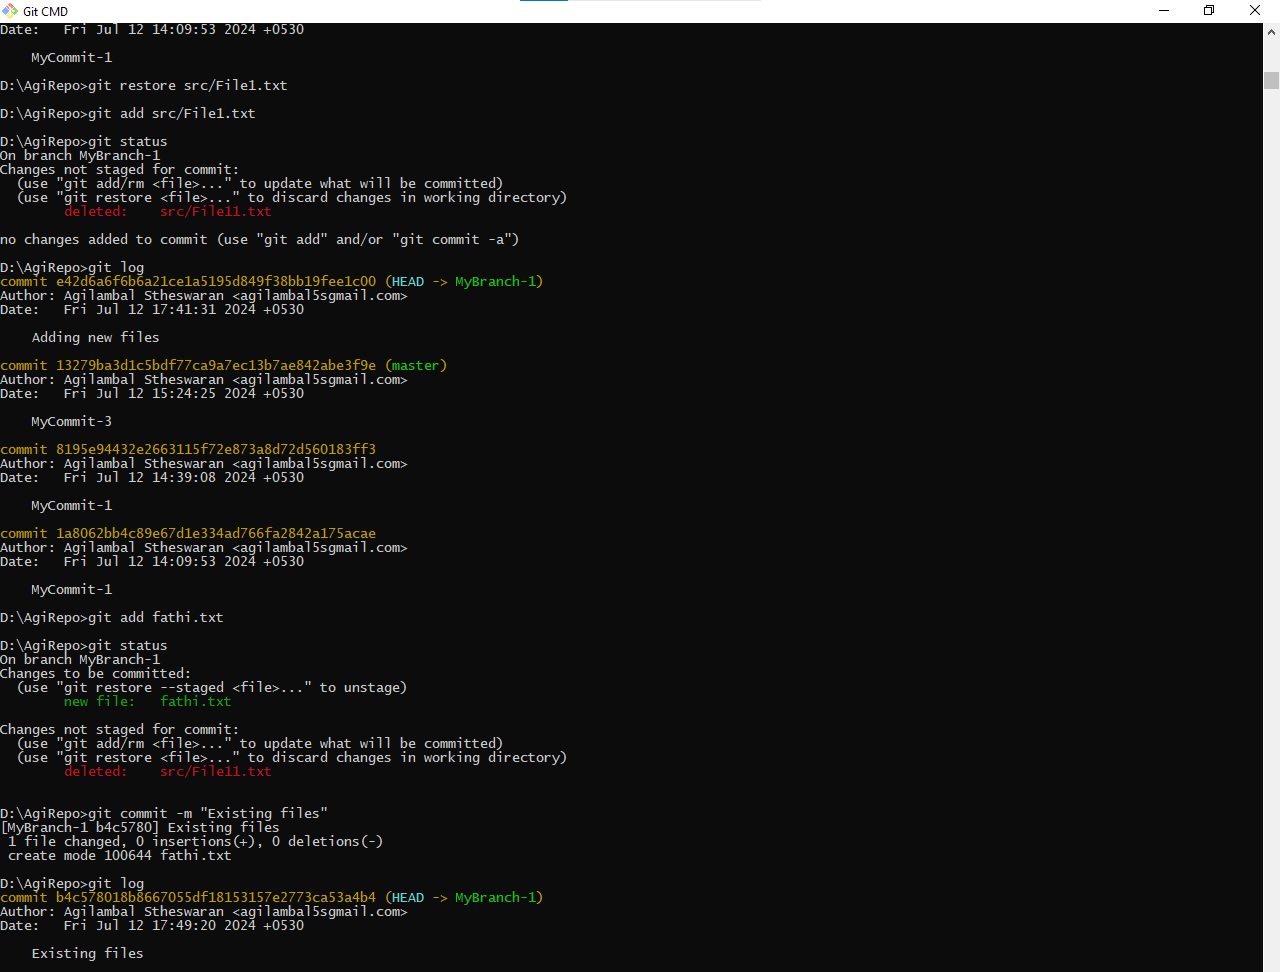 Git CMD
Date:   Fri Jul 12 14:09:53 2024 +0530
    MyCommit-1
D:\AgiRepo>git restore src/File1.txt
D:\AgiRepo>git add src/File1.txt
D:\AgiRepo>git status
On branch MyBranch-1
Changes not staged for commit:
  (use "git add/rm <file>..." to update what will be committed)
  (use "git restore <file>..." to discard changes in working directory)
        deleted:    src/File11.txt
no changes added to commit (use "git add" and/or "git commit -a")
D:\AgiRepo>git log
commit e42d6a6f6b6a21ce1a5195d849f38bb19fee1c00 (HEAD -> MyBranch-1)
Author: Agilambal Stheswaran <agilambal5sgmail.com>
Date:   Fri Jul 12 17:41:31 2024 +0530
    Adding new files
commit 13279ba3d1c5bdf77ca9a7ec13b7ae842abe3f9e (master)
Author: Agilambal Stheswaran <agilambal5sgmail.com>
Date:   Fri Jul 12 15:24:25 2024 +0530
    MyCommit-3
commit 8195e94432e2663115f72e873a8d72d560183ff3
Author: Agilambal Stheswaran <agilambal5sgmail.com>
Date:   Fri Jul 12 14:39:08 2024 +0530
    MyCommit-1
commit 1a8062bb4c89e67d1e334ad766fa2842a175acae
Author: Agilambal Stheswaran <agilambal5sgmail.com>
Date:   Fri Jul 12 14:09:53 2024 +0530
    MyCommit-1
D:\AgiRepo>git add fathi.txt
D:\AgiRepo>git status
On branch MyBranch-1
Changes to be committed:
  (use "git restore --staged <file>..." to unstage)
        new file:   fathi.txt
Changes not staged for commit:
  (use "git add/rm <file>..." to update what will be committed)
  (use "git restore <file>..." to discard changes in working directory)
        deleted:    src/File11.txt
D:\AgiRepo>git commit -m "Existing files"
[MyBranch-1 b4c5780] Existing files
 1 file changed, 0 insertions(+), 0 deletions(-)
 create mode 100644 fathi.txt
D:\AgiRepo>git log
commit b4c578018b8667055df18153157e2773ca53a4b4 (HEAD -> MyBranch-1)
Author: Agilambal Stheswaran <agilambal5sgmail.com>
Date:   Fri Jul 12 17:49:20 2024 +0530
    Existing files